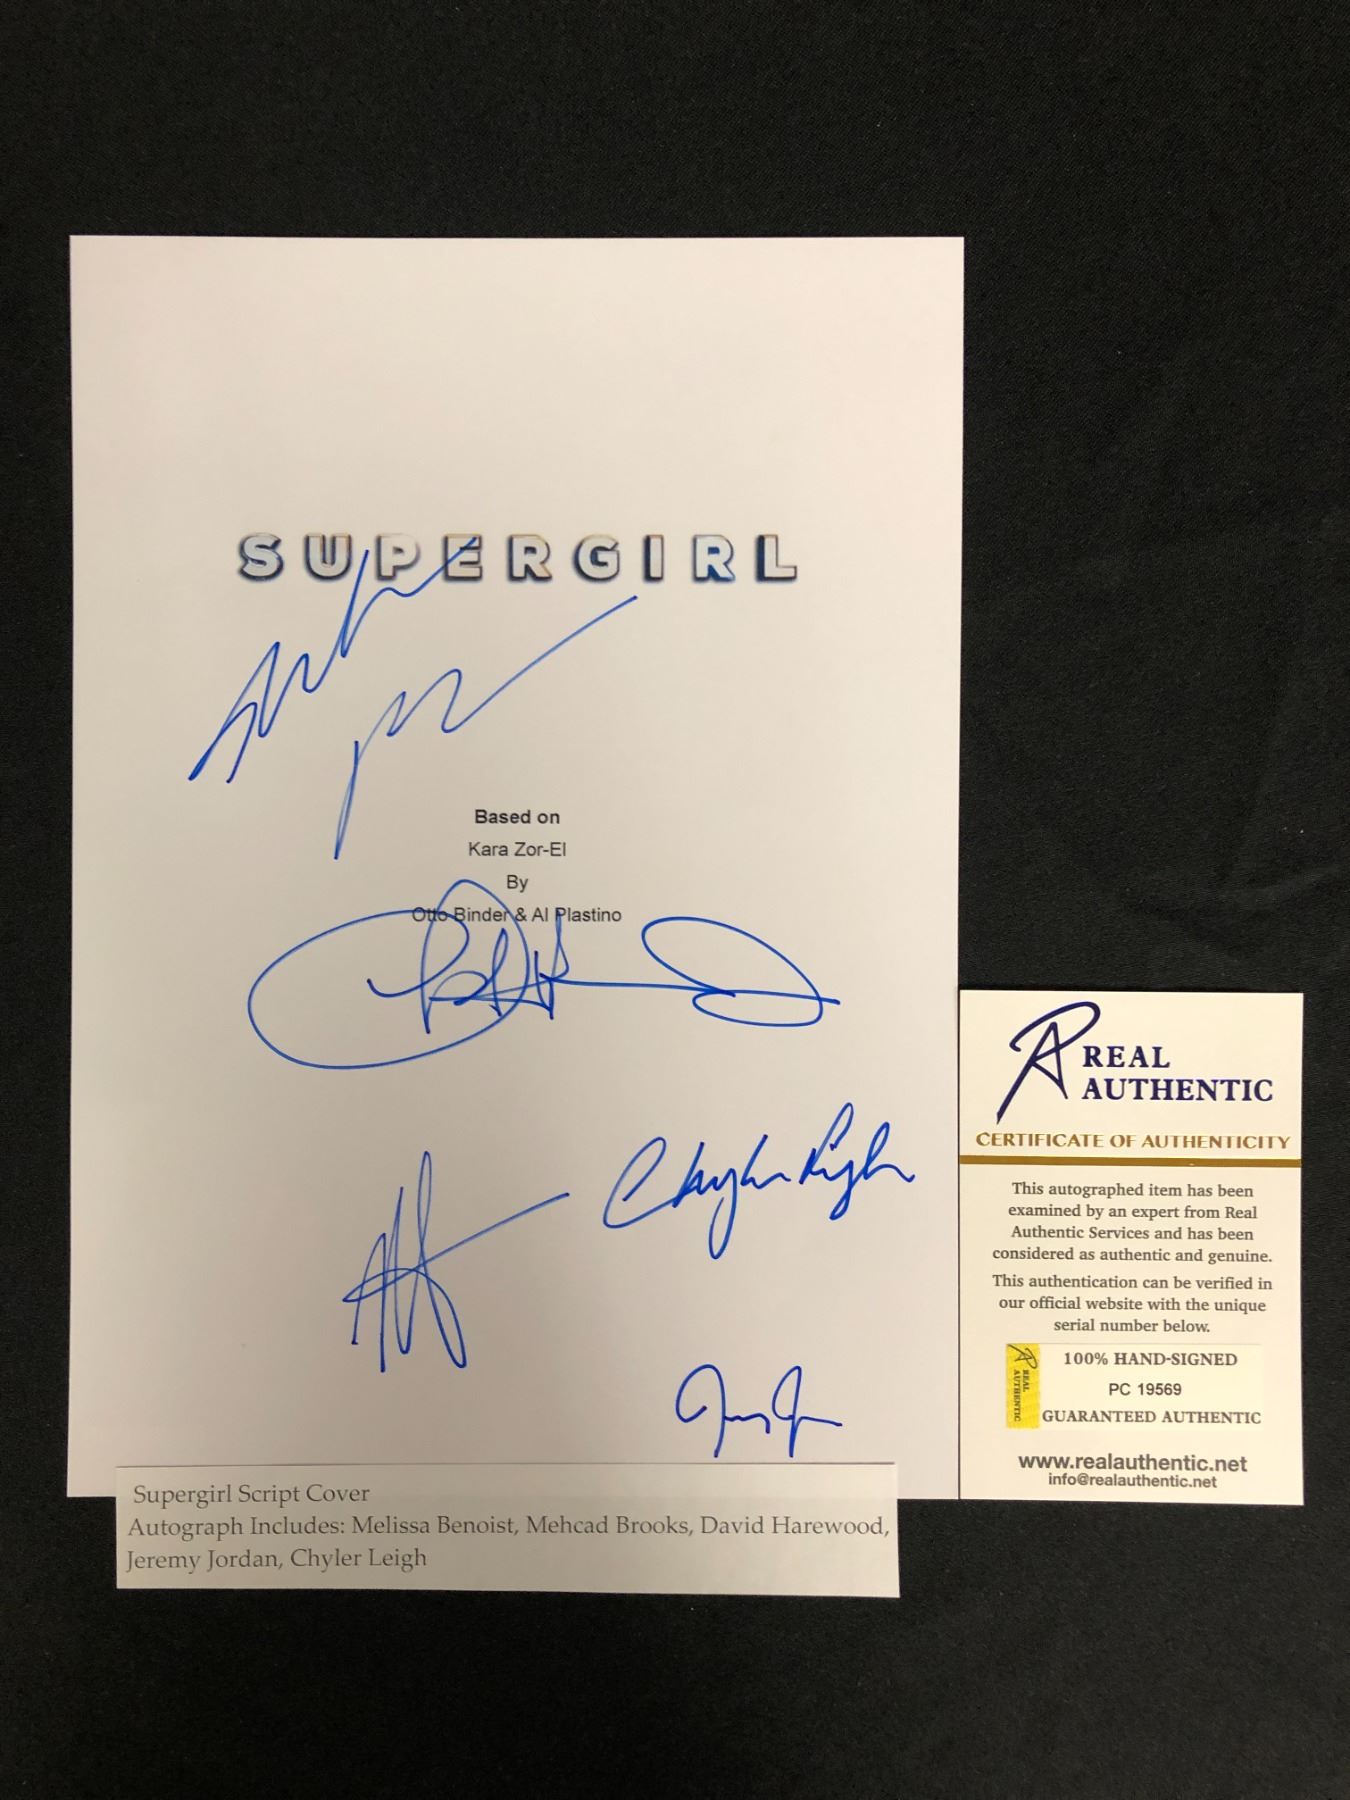 SUPERGIRL
Based on
Kara Zor-El
By
Otto Binder & Al Plastino
Chyler Leigh
Supergirl Script Cover
Autograph Includes: Melissa Benoist, Mehcad Brooks, David Harewood,
Jeremy Jordan, Chyler Leigh
REAL
AUTHENTIC
CERTIFICATE OF AUTHENTICITY
This autographed item has been
examined by an expert from Real
Authentic Services and has been
considered as authentic and genuine.
This authentication can be verified in
our official website with the unique
serial number below.
REAL
AUTHENTIC
100% HAND-SIGNED
PC 19569
GUARANTEED AUTHENTIC
www.realauthentic.net
info@realauthentic.net